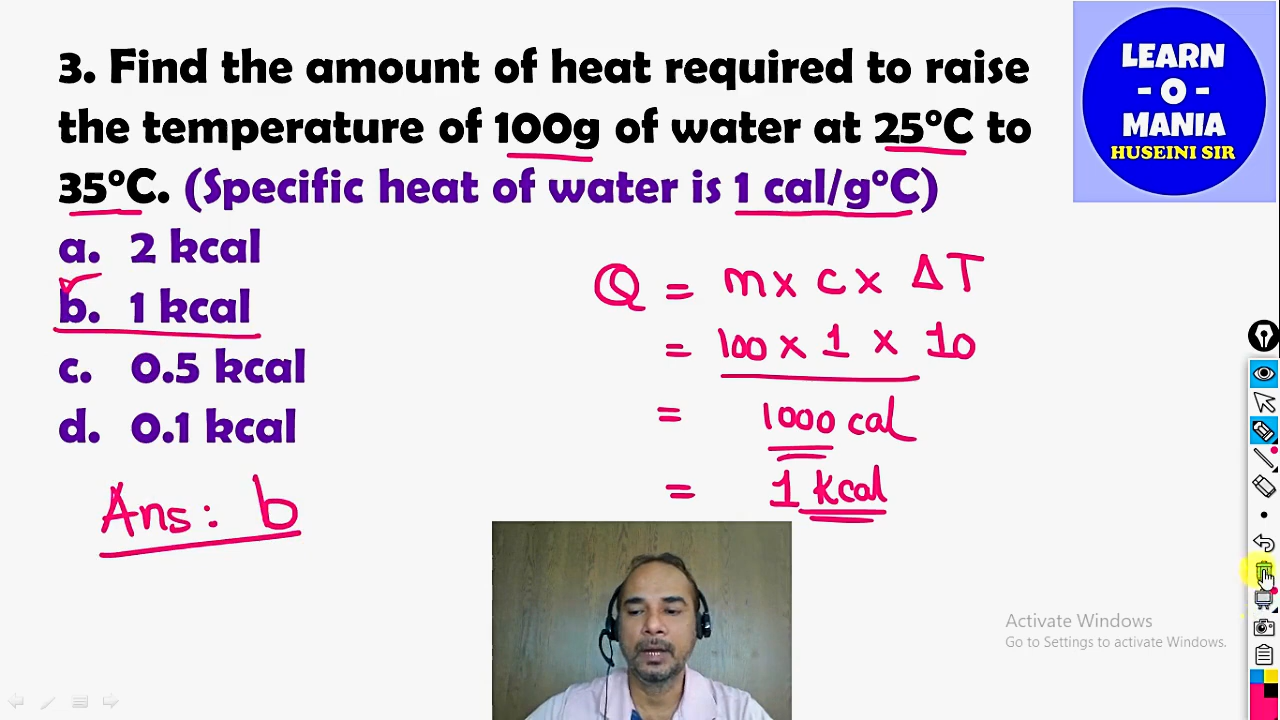 3. Find the amount of heat required to raise
the temperature of 100g of water at 25°C to
35°C. (Specific heat of water is 1 cal/g°C)
a. 2 kcal
b. 1 kcal
c. 0.5 kcal
d. 0.1 kcal
Ans: b
Q = m x c x ΔT
= 100 x 1 x 10
= 1000 cal
= 1 kcal
LEARN
- O -
MANIA
HUSEINI SIR
Activate Windows
Go to Settings to activate Windows.